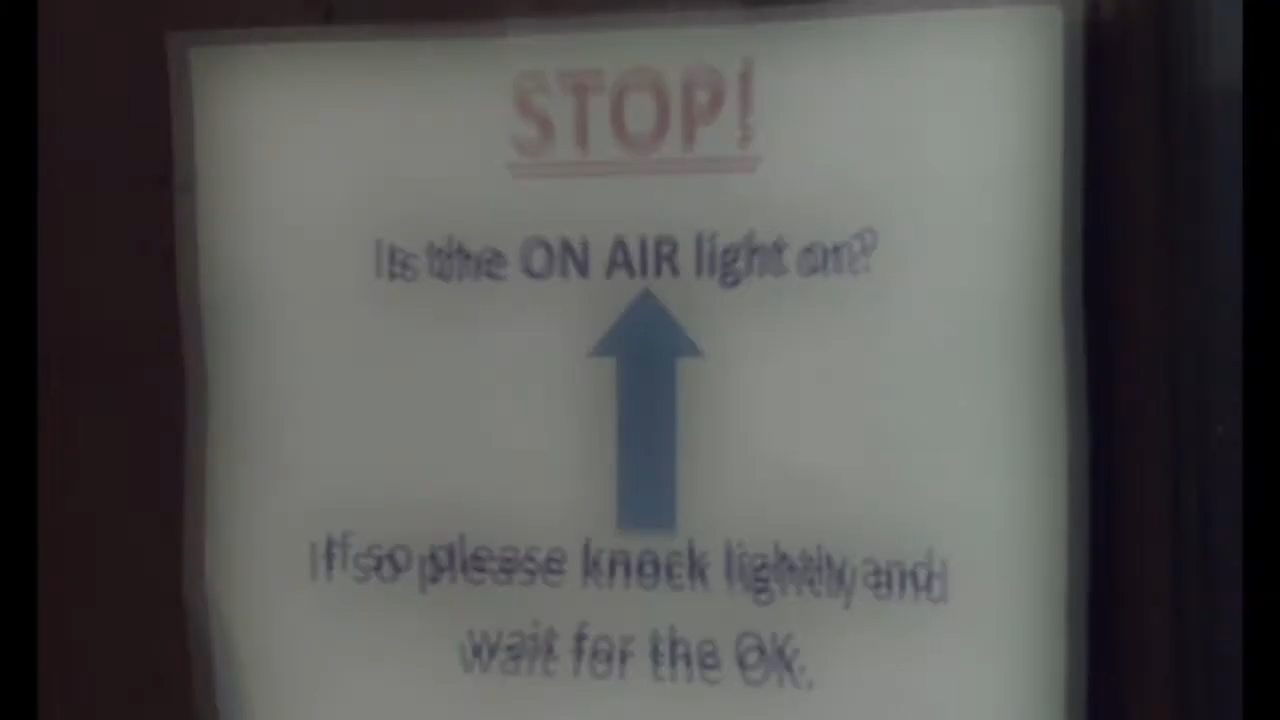 STOP!
Is the ON AIR light on?
If so please knock lightly and
wait for the OK.